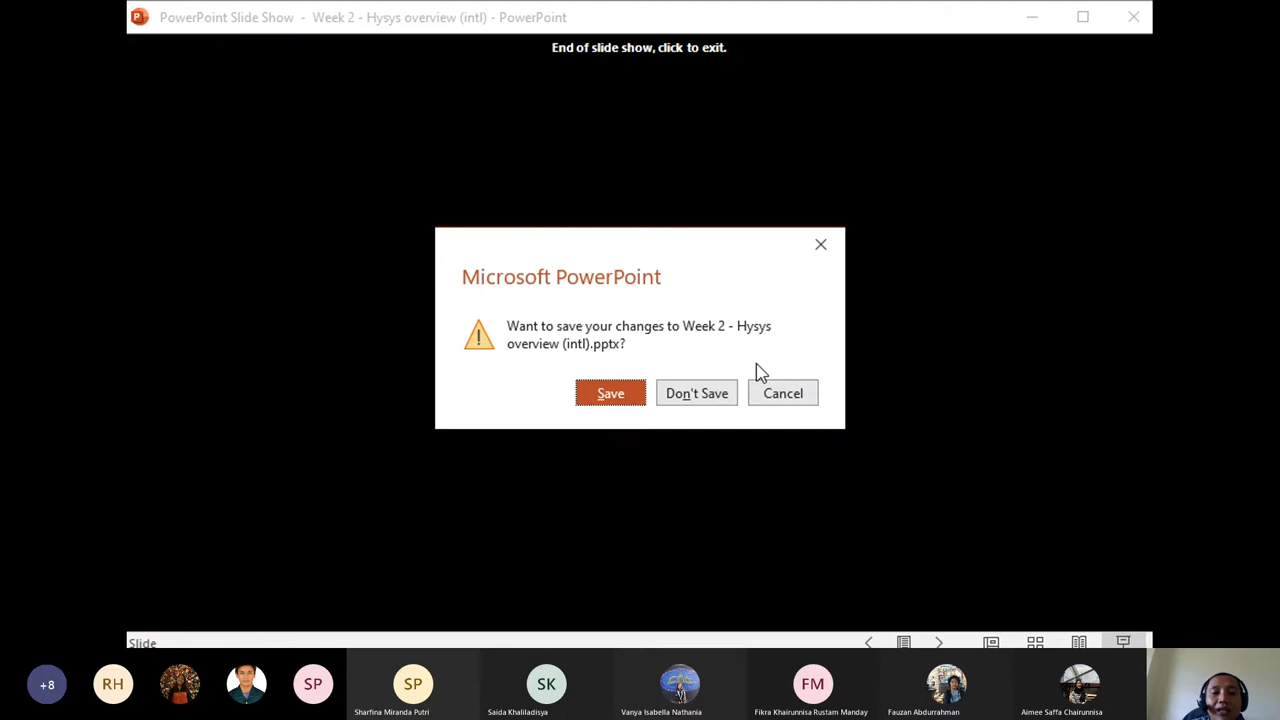 PowerPoint Slide Show - Week 2 - Hysys overview (intl) - PowerPoint
End of slide show, click to exit.
Microsoft PowerPoint
Want to save your changes to Week 2 - Hysys
overview (intl).pptx?
Save Don't Save Cancel
Slide
+8 RH SP SP SK FM
Sharfina Miranda Putri Saida Khaliladisya Vanya Isabella Nathania Fikra Khairunnisa Rustam Manday Fauzan Abdurrahman Aimee Saffa Chairunnisa